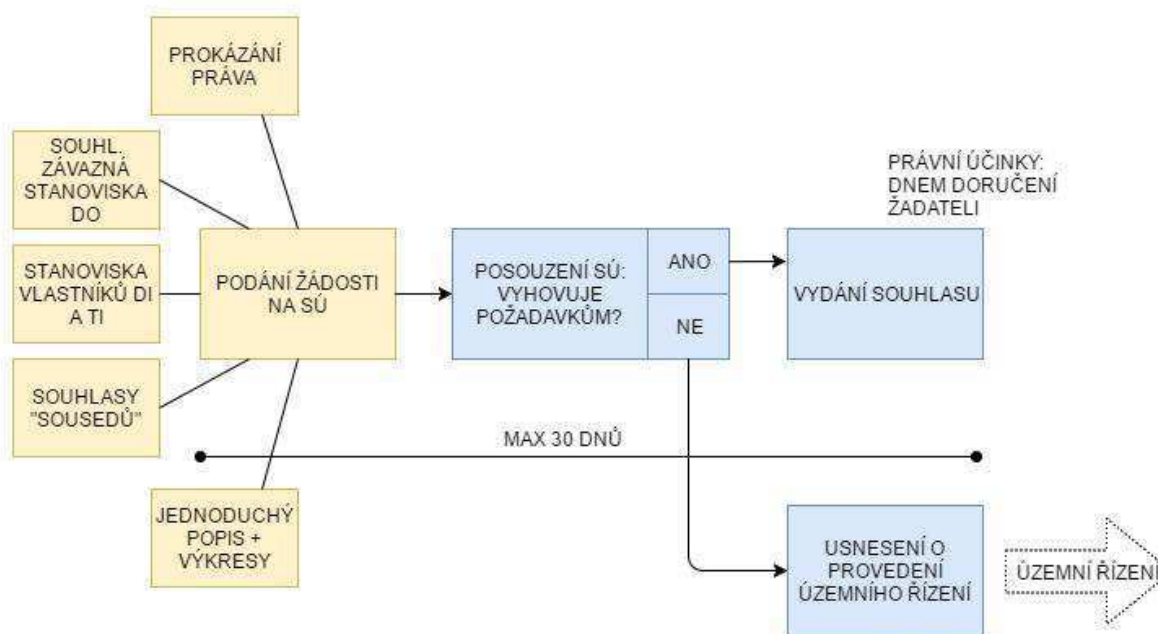 PROKÁZÁNÍ
PRÁVA
SOUHL.
ZÁVAZNÁ
STANOVISKA
DO
STANOVISKA
VLASTNÍKŮ DI
A TI
SOUHLASY
"SOUSEDŮ"
JEDNODUCHÝ
POPIS +
VÝKRESY
PODÁNÍ ŽÁDOSTI
NA SÚ
POSOUZENÍ SÚ:
VYHOVUJE
POŽADAVKŮM?
ANO
NE
PRÁVNÍ ÚČINKY:
DNEM DORUČENÍ
ŽADATELI
VYDÁNÍ SOUHLASU
MAX 30 DNŮ
USNESENÍ O
PROVEDENÍ
ÚZEMNÍHO ŘÍZENÍ
ÚZEMNÍ ŘÍZENÍ